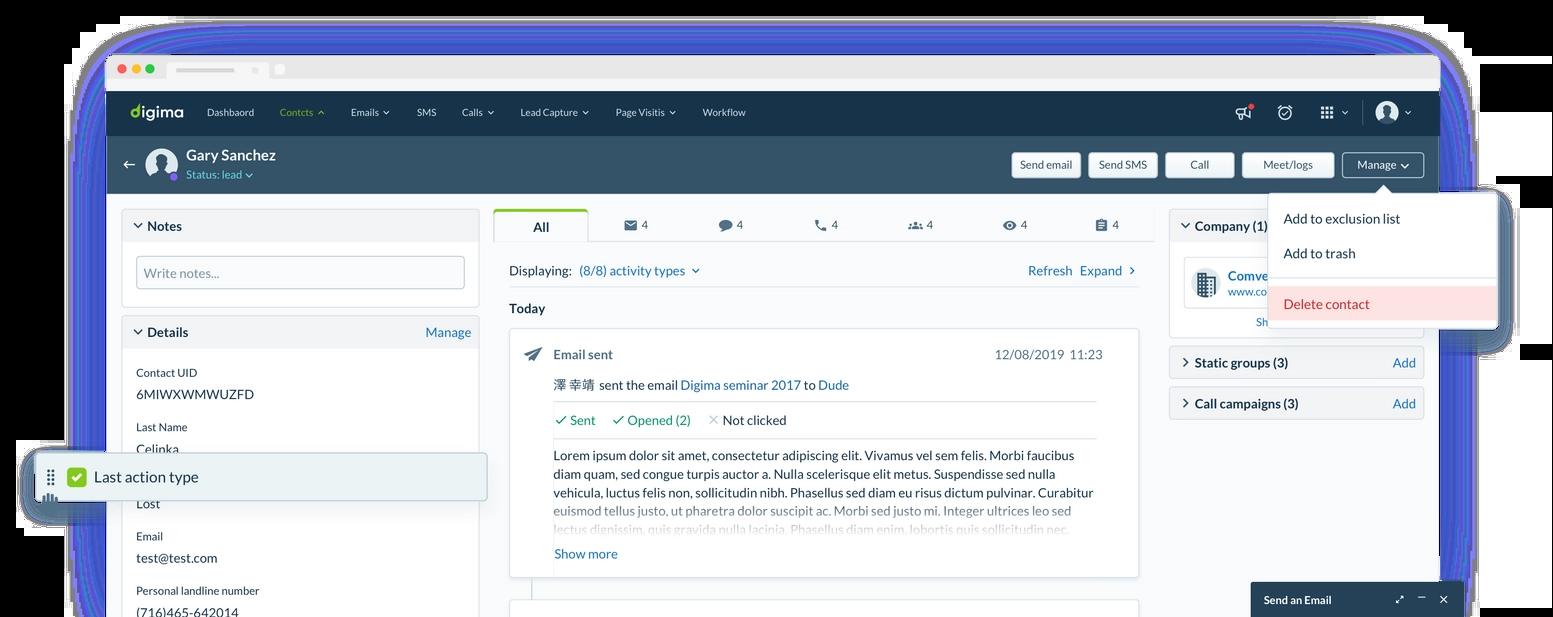 digima
Dashbaord
Contcts
Emails
SMS
Calls
Lead Capture
Page Visitis
Workflow
Gary Sanchez
Status: lead
Send email
Send SMS
Call
Meet/logs
Manage
Add to exclusion list
Add to trash
Delete contact
Notes
Write notes...
Details
Manage
Contact UID
6MIWXWMWUZFD
Last Name
Celinka
Last action type
Lost
Email
test@test.com
Personal landline number
(716)465-642014
All
4
4
4
4
4
4
Displaying: (8/8) activity types
Refresh Expand
Today
Email sent
12/08/2019 11:23
澤 幸靖 sent the email Digima seminar 2017 to Dude
Sent
Opened (2)
Not clicked
Lorem ipsum dolor sit amet, consectetur adipiscing elit. Vivamus vel sem felis. Morbi faucibus
diam quam, sed congue turpis auctor a. Nulla scelerisque elit metus. Suspendisse sed nulla
vehicula, luctus felis non, sollicitudin nibh. Phasellus sed diam eu risus dictum pulvinar. Curabitur
euismod tellus justo, ut pharetra dolor suscipit ac. Morbi sed justo mi. Integer ultrices leo sed
lectus dignissim, quis gravida nulla lacinia. Phasellus diam enim, lobortis quis sollicitudin nec,
Show more
Company (1)
Comve
www.co
Sh
Static groups (3)
Add
Call campaigns (3)
Add
Send an Email